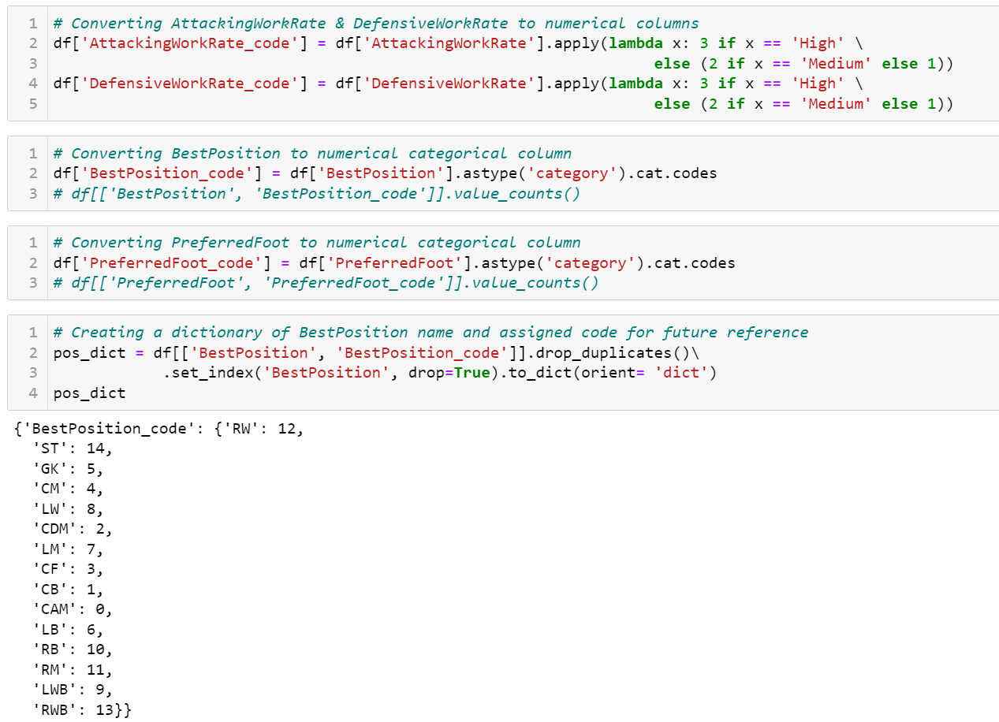 1 # Converting AttackingWorkRate & DefensiveWorkRate to numerical columns
2 df['AttackingWorkRate_code'] = df['AttackingWorkRate'].apply(lambda x: 3 if x == 'High' \
3 else (2 if x == 'Medium' else 1))
4 df['DefensiveWorkRate_code'] = df['DefensiveWorkRate'].apply(lambda x: 3 if x == 'High' \
5 else (2 if x == 'Medium' else 1))
1 # Converting BestPosition to numerical categorical column
2 df['BestPosition_code'] = df['BestPosition'].astype('category').cat.codes
3 # df[['BestPosition', 'BestPosition_code']].value_counts()
1 # Converting PreferredFoot to numerical categorical column
2 df['PreferredFoot_code'] = df['PreferredFoot'].astype('category').cat.codes
3 # df[['PreferredFoot', 'PreferredFoot_code']].value_counts()
1 # Creating a dictionary of BestPosition name and assigned code for future reference
2 pos_dict = df[['BestPosition', 'BestPosition_code']].drop_duplicates()\
3 .set_index('BestPosition', drop=True).to_dict(orient= 'dict')
4 pos_dict
{'BestPosition_code': {'RW': 12,
'ST': 14,
'GK': 5,
'CM': 4,
'LW': 8,
'CDM': 2,
'LM': 7,
'CF': 3,
'CB': 1,
'CAM': 0,
'LB': 6,
'RB': 10,
'RM': 11,
'LWB': 9,
'RWB': 13}}